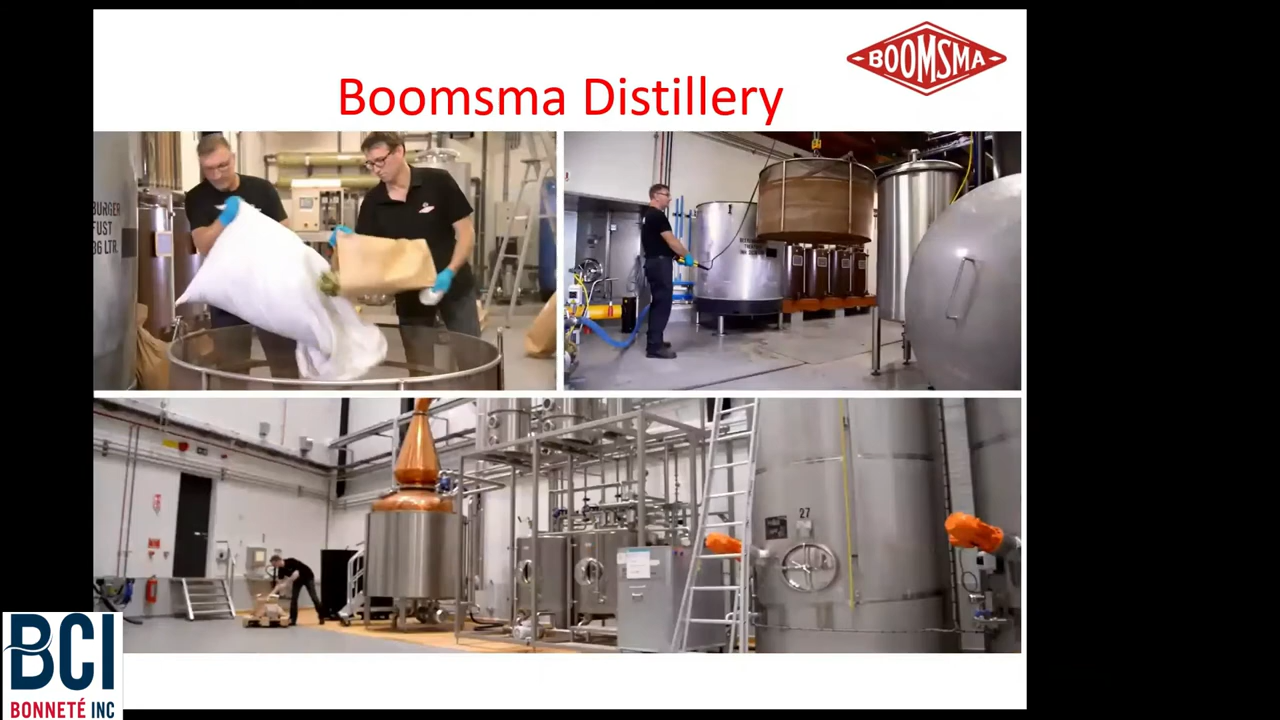 BOOMSMA
Boomsma Distillery
BURGER
FUST
36 LTR.
27
BCI
BONNETÉ INC